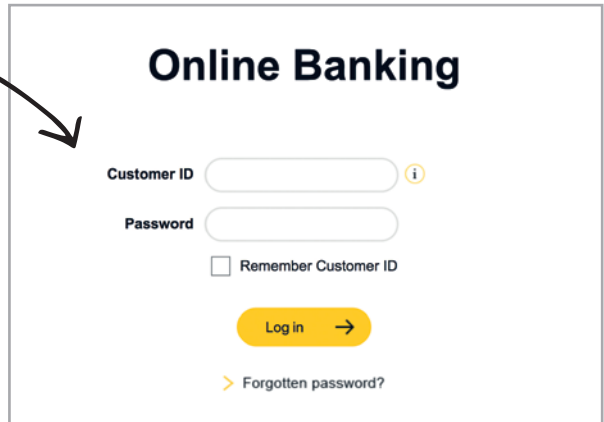 Online Banking
Customer ID i
Password
Remember Customer ID
Log in
Forgotten password?